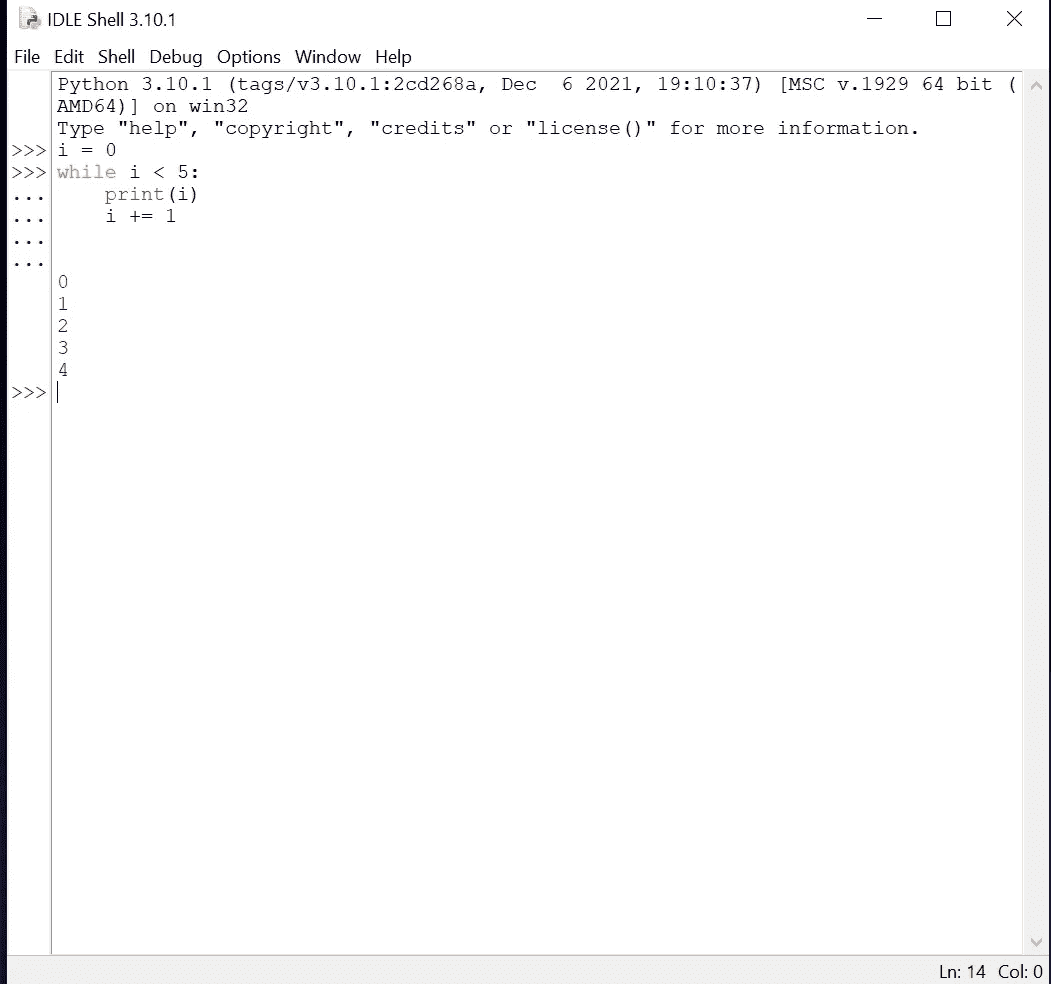 IDLE Shell 3.10.1
File Edit Shell Debug Options Window Help
Python 3.10.1 (tags/v3.10.1:2cd268a, Dec  6 2021, 19:10:37) [MSC v.1929 64 bit (
AMD64)] on win32
Type "help", "copyright", "credits" or "license()" for more information.
>>> i = 0
>>> while i < 5:
...     print(i)
...     i += 1
...
...
0
1
2
3
4
>>>
Ln: 14 Col: 0